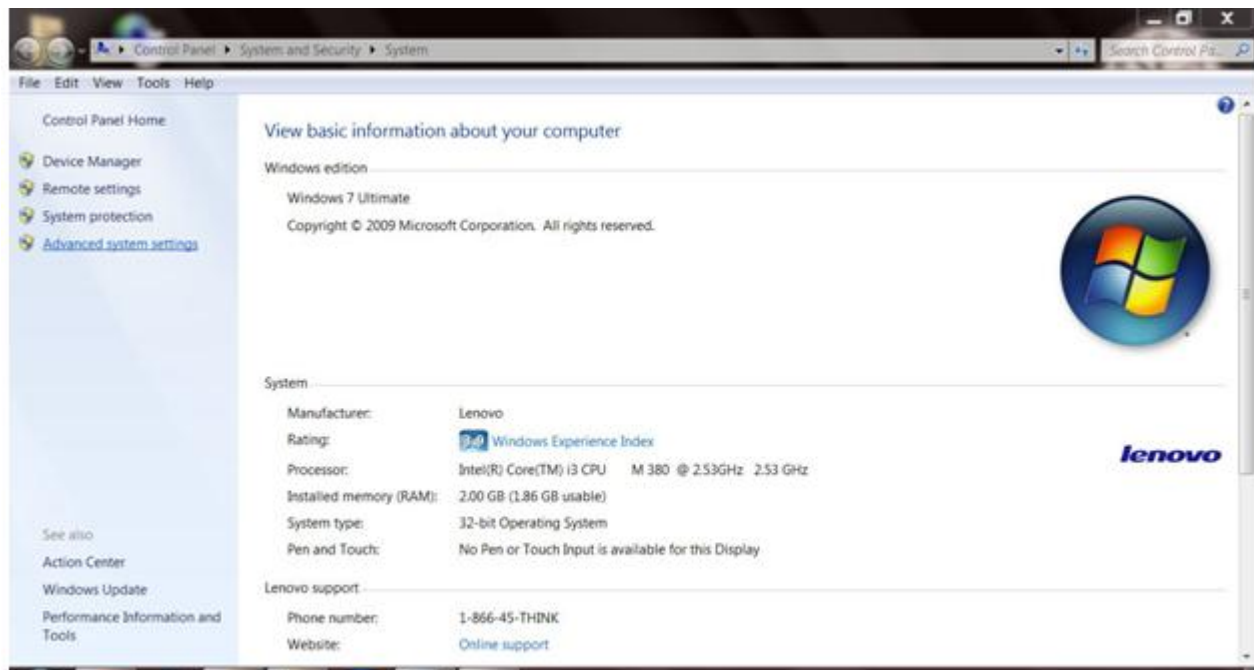 Control Panel ▸ System and Security ▸ System
Search Control Pa...
File Edit View Tools Help
Control Panel Home
Device Manager
Remote settings
System protection
Advanced system settings
See also
Action Center
Windows Update
Performance Information and
Tools
View basic information about your computer
Windows edition
Windows 7 Ultimate
Copyright © 2009 Microsoft Corporation. All rights reserved.
System
Manufacturer: Lenovo
Rating: Windows Experience Index
Processor: Intel(R) Core(TM) i3 CPU M 380 @ 2.53GHz 2.53 GHz
Installed memory (RAM): 2.00 GB (1.86 GB usable)
System type: 32-bit Operating System
Pen and Touch: No Pen or Touch Input is available for this Display
lenovo
Lenovo support
Phone number: 1-866-45-THINK
Website: Online support